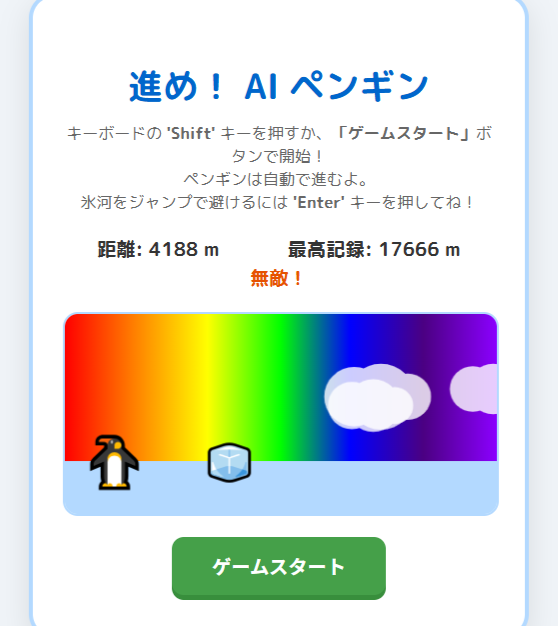 進め！ AI ペンギン
キーボードの 'Shift' キーを押すか、「ゲームスタート」ボ
タンで開始！
ペンギンは自動で進むよ。
氷河をジャンプで避けるには 'Enter' キーを押してね！
距離: 4188 m 最高記録: 17666 m
無敵！
ゲームスタート